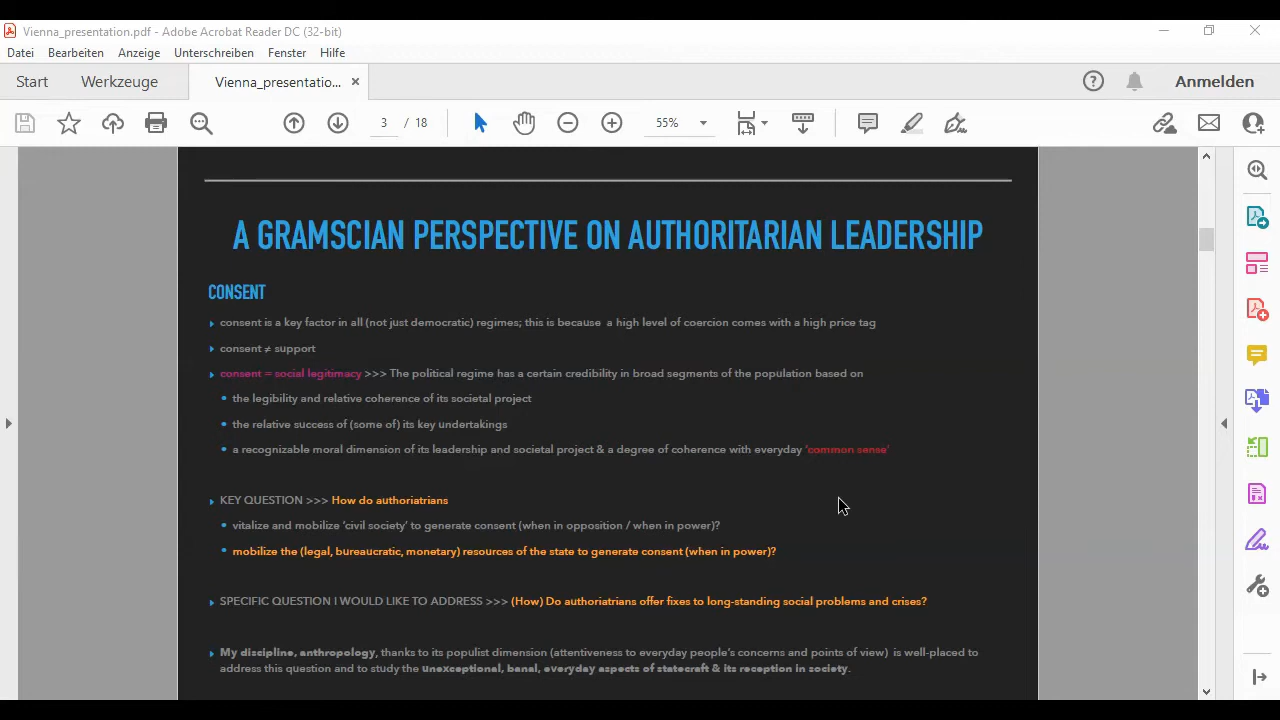 Vienna_presentation.pdf - Adobe Acrobat Reader DC (32-bit)
Datei Bearbeiten Anzeige Unterschreiben Fenster Hilfe
Start Werkzeuge Vienna_presentatio... × Anmelden
3 / 18 55%
A GRAMSCIAN PERSPECTIVE ON AUTHORITARIAN LEADERSHIP
CONSENT
consent is a key factor in all (not just democratic) regimes; this is because a high level of coercion comes with a high price tag
consent ≠ support
consent = social legitimacy >>> The political regime has a certain credibility in broad segments of the population based on
the legibility and relative coherence of its societal project
the relative success of (some of) its key undertakings
a recognizable moral dimension of its leadership and societal project & a degree of coherence with everyday 'common sense'
KEY QUESTION >>> How do authoriatrians
vitalize and mobilize 'civil society' to generate consent (when in opposition / when in power)?
mobilize the (legal, bureaucratic, monetary) resources of the state to generate consent (when in power)?
SPECIFIC QUESTION I WOULD LIKE TO ADDRESS >>> (How) Do authoriatrians offer fixes to long-standing social problems and crises?
My discipline, anthropology, thanks to its populist dimension (attentiveness to everyday people's concerns and points of view) is well-placed to
address this question and to study the unexceptional, banal, everyday aspects of statecraft & its reception in society.